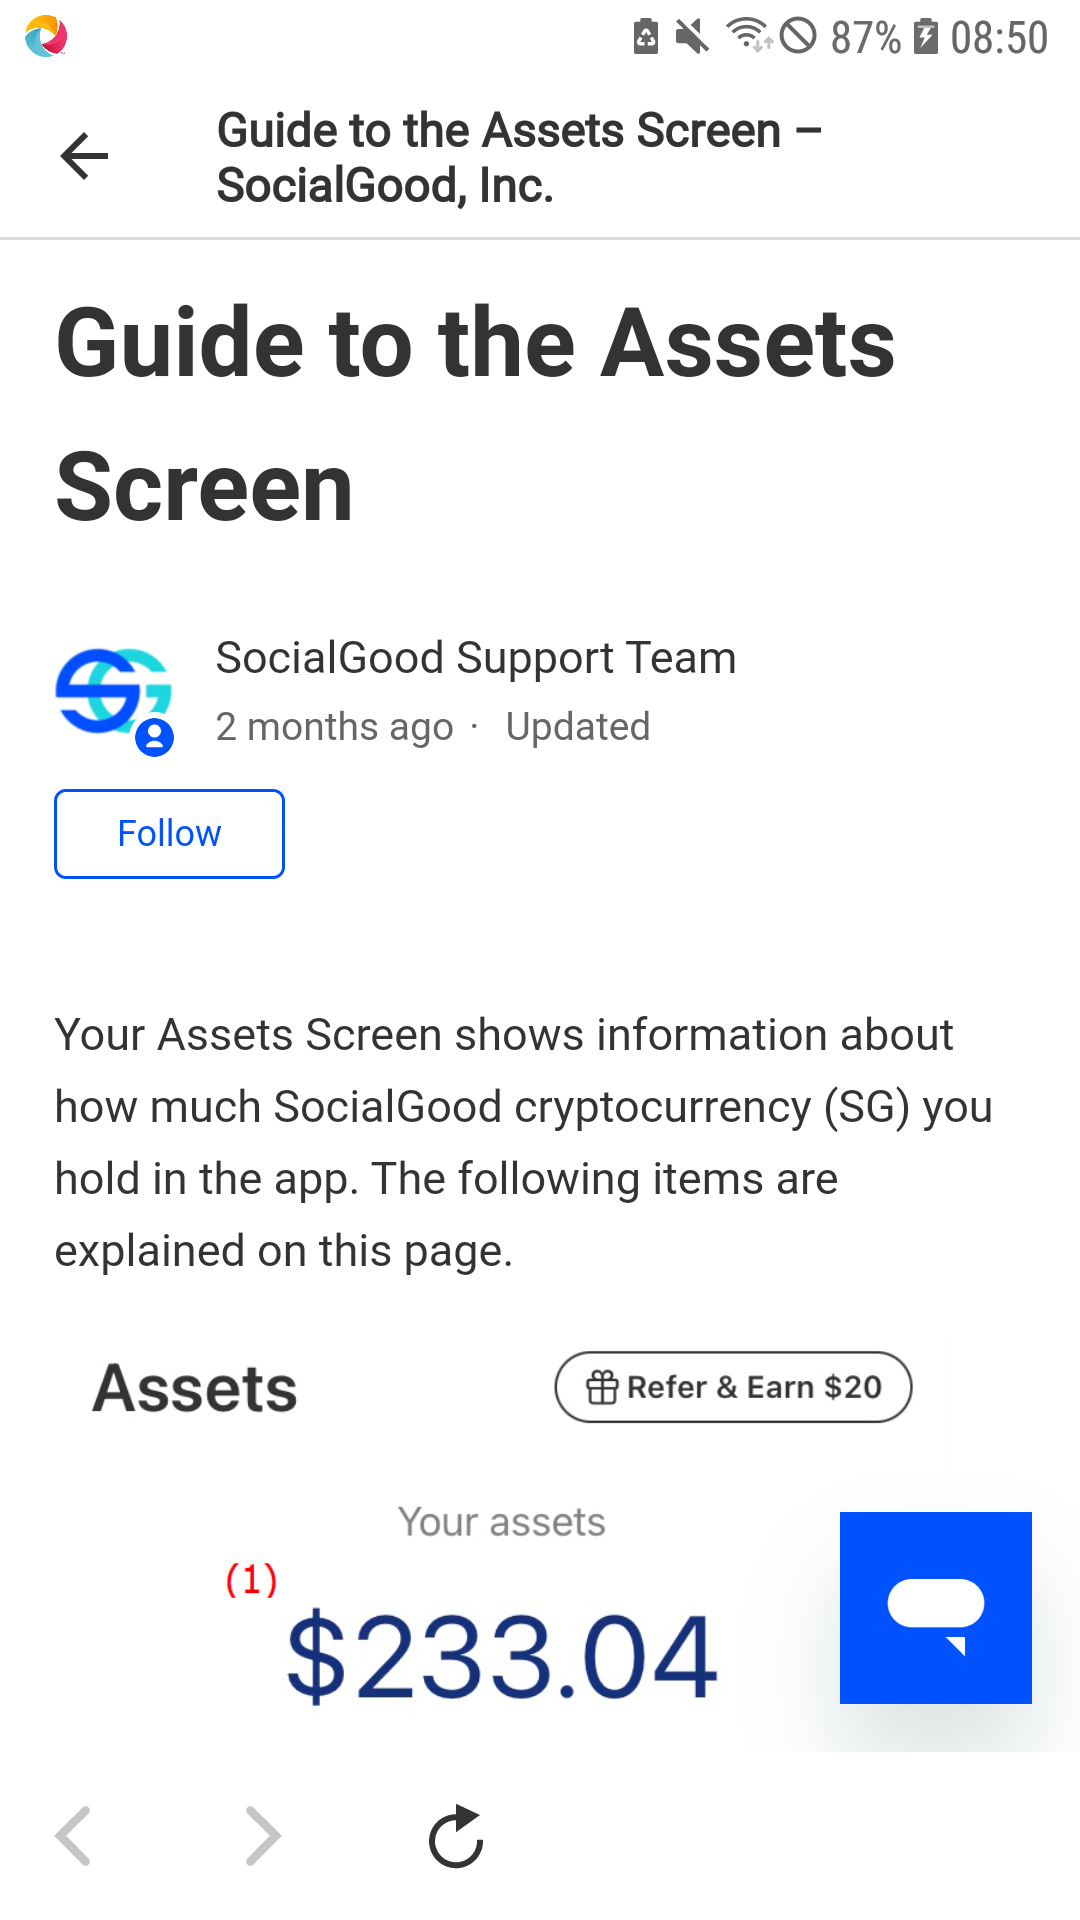 87% 08:50
Guide to the Assets Screen –
SocialGood, Inc.
Guide to the Assets
Screen
SocialGood Support Team
2 months ago · Updated
Follow
Your Assets Screen shows information about
how much SocialGood cryptocurrency (SG) you
hold in the app. The following items are
explained on this page.
Assets
Refer & Earn $20
Your assets
(1)
$233.04